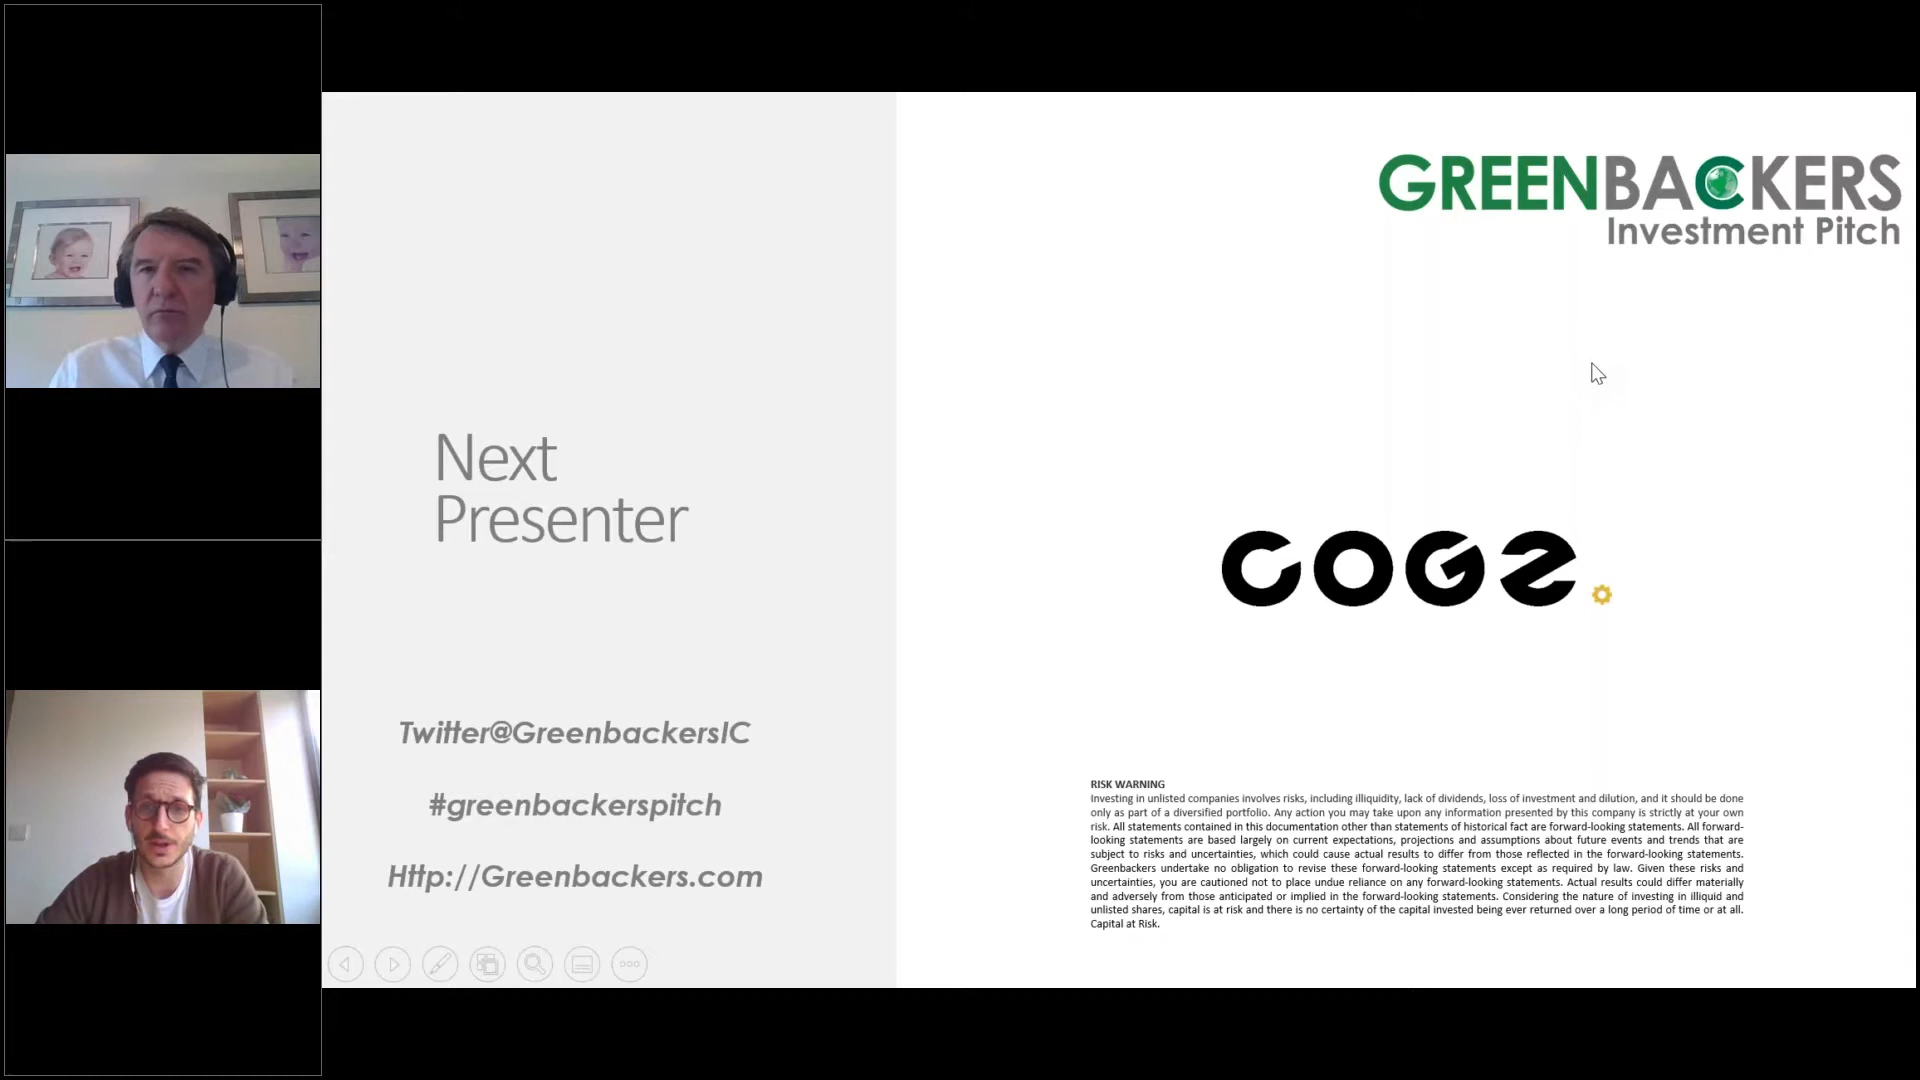 GREENBACKERS
Investment Pitch
Next
Presenter
COGZ.
Twitter@GreenbackersIC
#greenbackerspitch
Http://Greenbackers.com
RISK WARNING
Investing in unlisted companies involves risks, including illiquidity, lack of dividends, loss of investment and dilution, and it should be done
only as part of a diversified portfolio. Any action you may take upon any information presented by this company is strictly at your own
risk. All statements contained in this documentation other than statements of historical fact are forward-looking statements. All forward-
looking statements are based largely on current expectations, projections and assumptions about future events and trends that are
subject to risks and uncertainties, which could cause actual results to differ from those reflected in the forward-looking statements.
Greenbackers undertake no obligation to revise these forward-looking statements except as required by law. Given these risks and
uncertainties, you are cautioned not to place undue reliance on any forward-looking statements. Actual results could differ materially
and adversely from those anticipated or implied in the forward-looking statements. Considering the nature of investing in illiquid and
unlisted shares, capital is at risk and there is no certainty of the capital invested being ever returned over a long period of time or at all.
Capital at Risk.